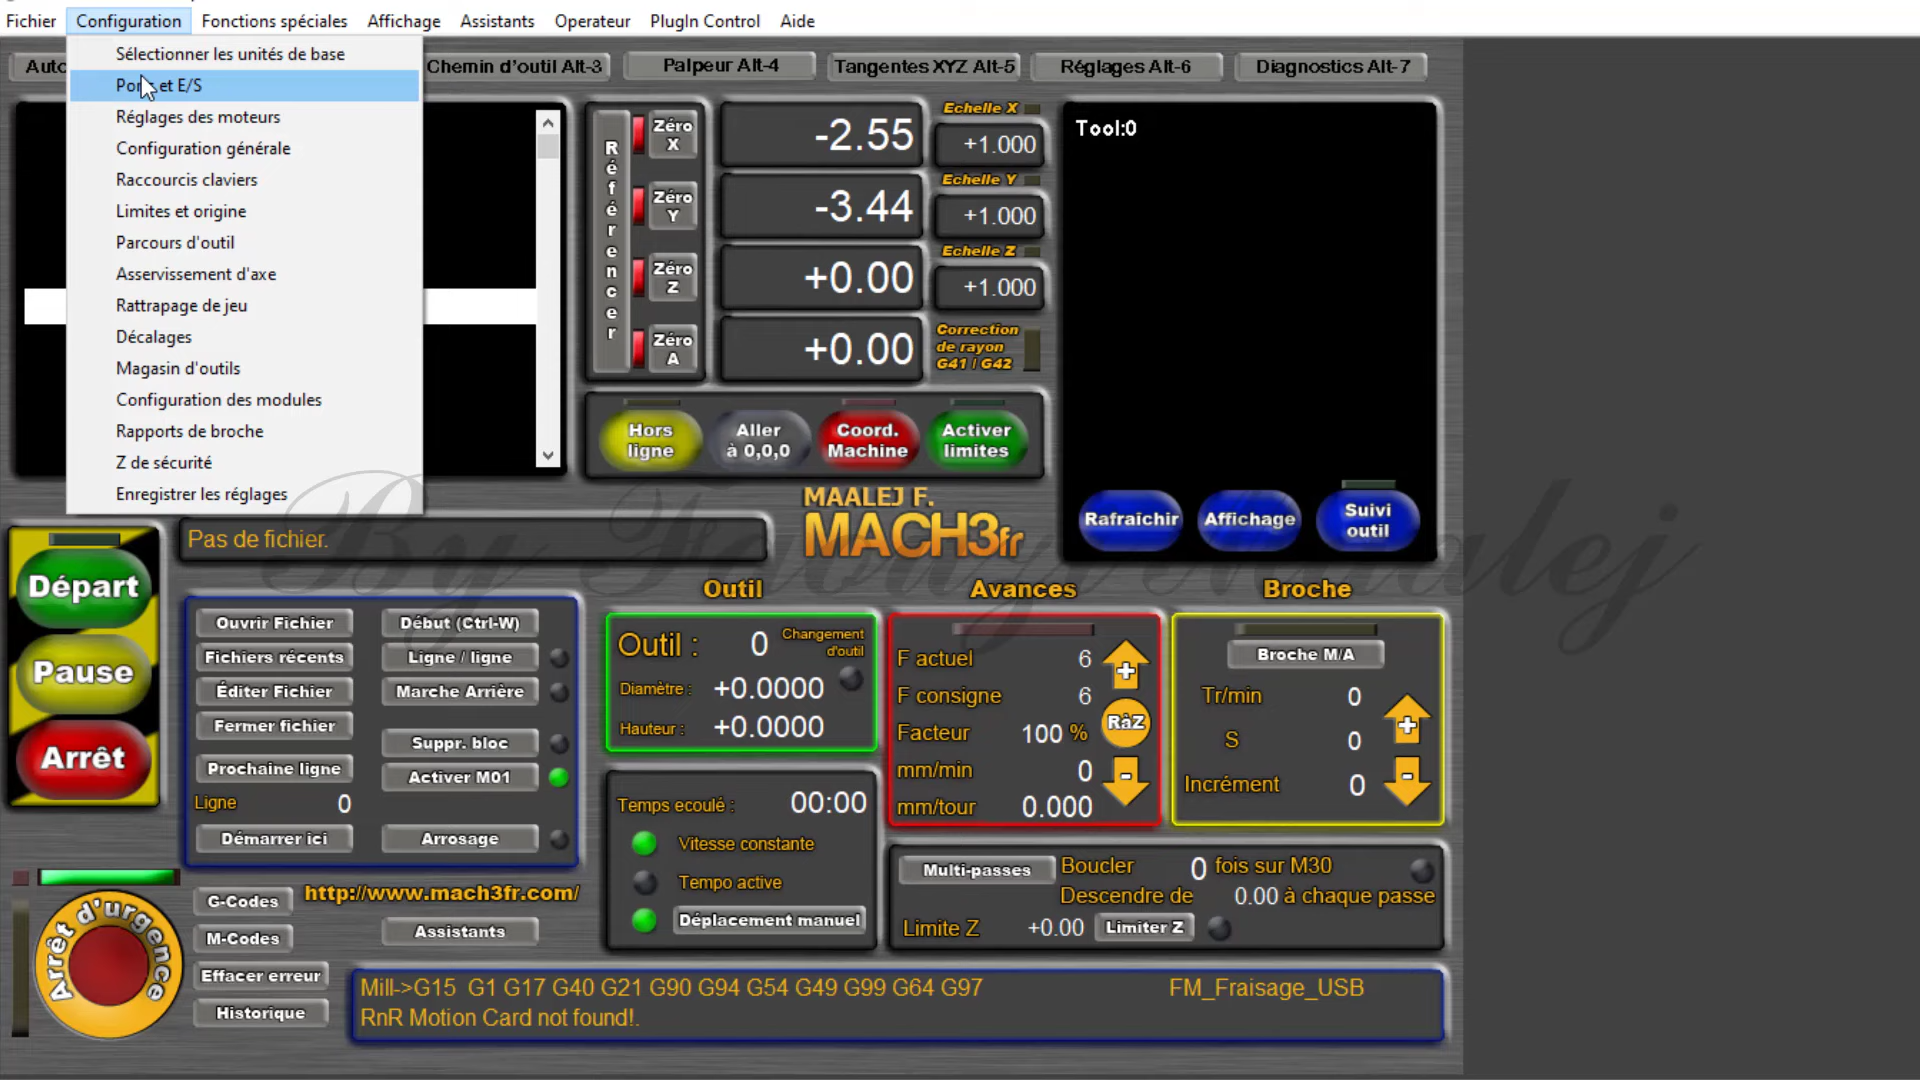 Fichier Configuration Fonctions spéciales Affichage Assistants Operateur PlugIn Control Aide
Sélectionner les unités de base
et E/S
Réglages des moteurs
Configuration générale
Raccourcis claviers
Limites et origine
Parcours d'outil
Asservissement d'axe
Rattrapage de jeu
Décalages
Magasin d'outils
Configuration des modules
Rapports de broche
Z de sécurité
Enregistrer les réglages
Chemin d'outil Alt-3 Palpeur Alt-4 Tangentes XYZ Alt-5 Réglages Alt-6 Diagnostics Alt-7
Référencer
Zéro X -2.55 Echelle X +1.000
Zéro Y -3.44 Echelle Y +1.000
Zéro Z +0.00 Echelle Z +1.000
Zéro A +0.00 Correction de rayon G41 / G42
Tool:0
Hors ligne
Aller à 0,0,0
Coord. Machine
Activer limites
Rafraîchir Affichage Suivi outil
MAALEJ F.
MACH3fr
Pas de fichier.
By
Départ
Pause
Arrêt
Ouvrir Fichier Début (Ctrl-W)
Fichiers récents Ligne / ligne
Éditer Fichier Marche Arrière
Fermer fichier
Suppr. bloc
Prochaine ligne Activer M01
Ligne 0
Démarrer ici Arrosage
Outil
Outil : 0 Changement d'outil
Diamètre : +0.0000
Hauteur : +0.0000
Temps ecoulé : 00:00
Vitesse constante
Tempo active
Déplacement manuel
Avances
F actuel 6
F consigne 6
Facteur 100 %
mm/min 0
mm/tour 0.000
+
RàZ
-
Broche
Broche M/A
Tr/min 0
S 0
Incrément 0
+
-
Multi-passes Boucler 0 fois sur M30
Descendre de 0.00 à chaque passe
Limite Z +0.00 Limiter Z
Arrêt d'urgence
G-Codes http://www.mach3fr.com/
M-Codes Assistants
Effacer erreur
Historique
Mill->G15 G1 G17 G40 G21 G90 G94 G54 G49 G99 G64 G97 FM_Fraisage_USB
RnR Motion Card not found!.